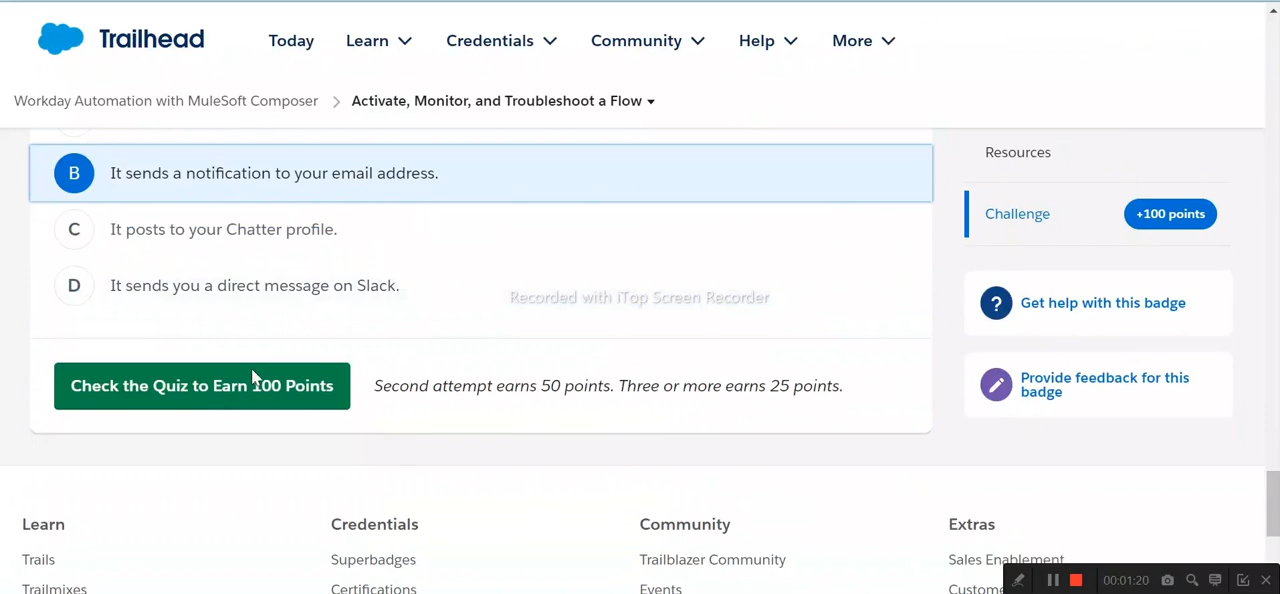 Trailhead
Today Learn Credentials Community Help More
Workday Automation with MuleSoft Composer > Activate, Monitor, and Troubleshoot a Flow
Resources
B It sends a notification to your email address.
Challenge +100 points
C It posts to your Chatter profile.
D It sends you a direct message on Slack.
Recorded with iTop Screen Recorder
? Get help with this badge
Check the Quiz to Earn 100 Points Second attempt earns 50 points. Three or more earns 25 points.
Provide feedback for this
badge
Learn Credentials Community Extras
Trails Superbadges Trailblazer Community Sales Enablement
Trailmixes Certifications Events
00:01:20